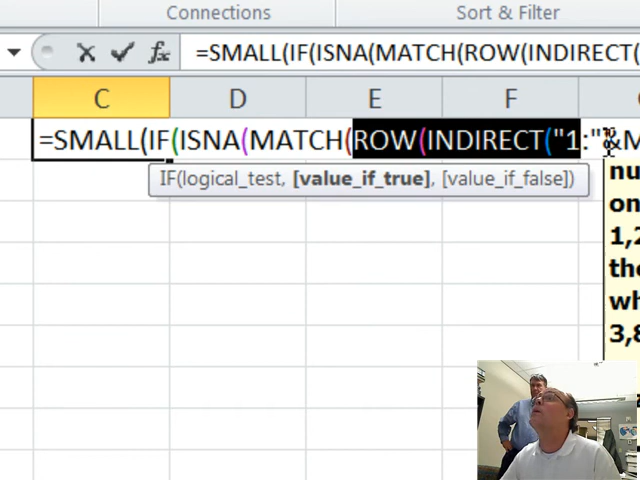 Connections
Sort & Filter
=SMALL(IF(ISNA(MATCH(ROW(INDIRECT(
C D E F
=SMALL(IF(ISNA(MATCH(ROW(INDIRECT("1:"&M
IF(logical_test, [value_if_true], [value_if_false])
nu
on
1,2
the
wh
3,8